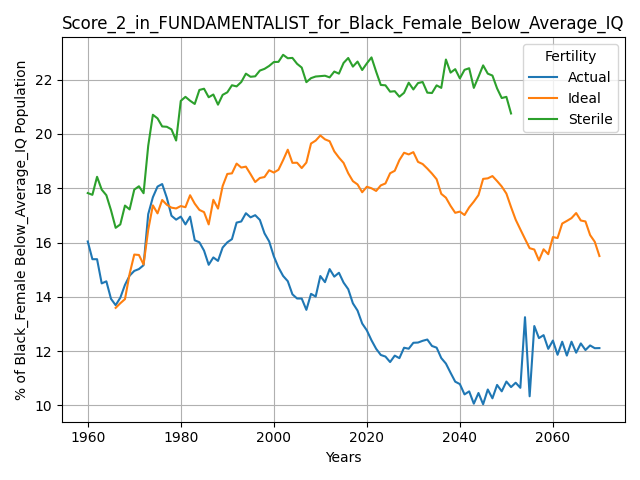 Score_2_in_FUNDAMENTALIST_for_Black_Female_Below_Average_IQ
% of Black_Female Below_Average_IQ Population
22
20
18
16
14
12
10
Fertility
Actual
Ideal
Sterile
1960 1980 2000 2020 2040 2060
Years